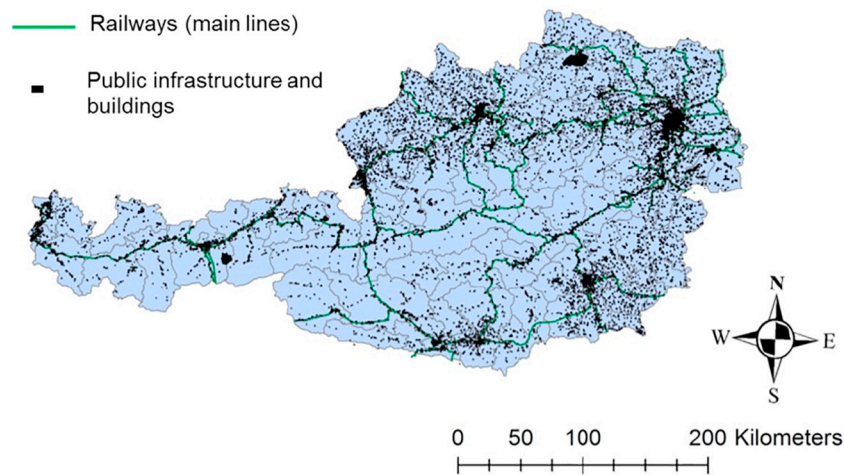 Railways (main lines)
Public infrastructure and
buildings
N
W E
S
0 50 100 200 Kilometers